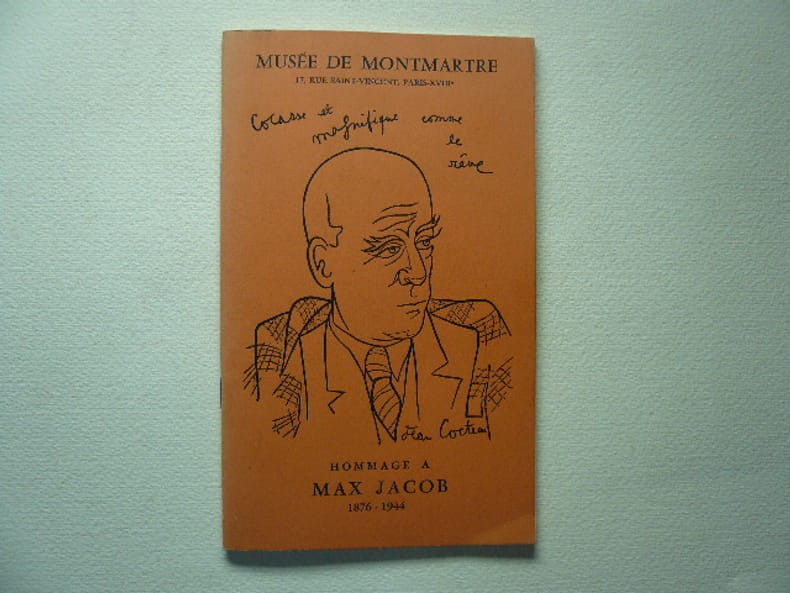 MUSÉE DE MONTMARTRE
17, RUE SAINT-VINCENT, PARIS-XVIIIᵉ
Cocasse et
magnifique comme
le
rêve
Jean Cocteau
HOMMAGE A
MAX JACOB
1876 - 1944